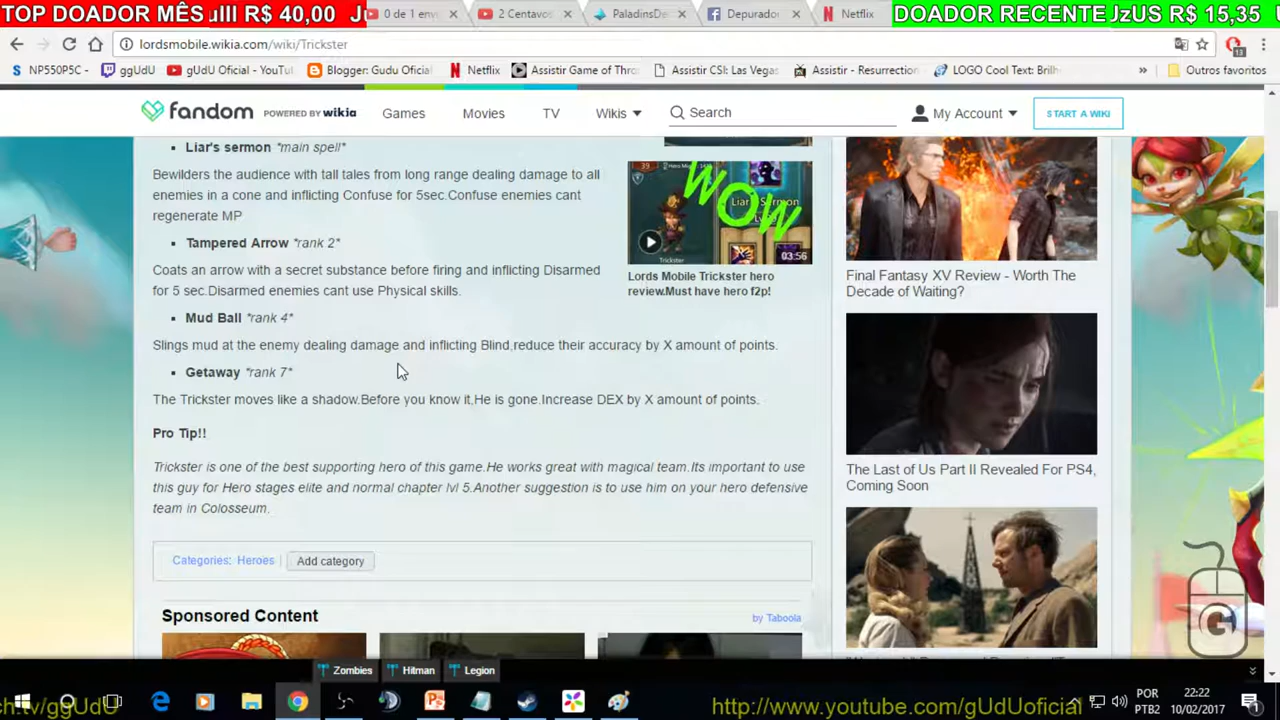 TOP DOADOR MÊS R$ 40,00
0 de 1 env
2 Centavos
PaladinsDe
Depurador
Netflix
DOADOR RECENTE JzUS R$ 15,35
lordsmobile.wikia.com/wiki/Trickster
NP550P5C -
ggUdU
gUdU Oficial - YouTu
Blogger: Gudu Oficial
Netflix
Assistir Game of Thro
Assistir CSI: Las Vegas
Assistir - Resurrection
LOGO Cool Text: Brilh
Outros favoritos
fandom POWERED BY wikia
Games
Movies
TV
Wikis
Search
My Account
START A WIKI
Liar's sermon *main spell*
Bewilders the audience with tall tales from long range dealing damage to all
enemies in a cone and inflicting Confuse for 5sec.Confuse enemies cant
regenerate MP
Tampered Arrow *rank 2*
Coats an arrow with a secret substance before firing and inflicting Disarmed
for 5 sec.Disarmed enemies cant use Physical skills.
Mud Ball *rank 4*
Slings mud at the enemy dealing damage and inflicting Blind,reduce their accuracy by X amount of points.
Getaway *rank 7*
The Trickster moves like a shadow.Before you know it,He is gone.Increase DEX by X amount of points.
Pro Tip!!
Trickster is one of the best supporting hero of this game.He works great with magical team.Its important to use
this guy for Hero stages elite and normal chapter lvl 5.Another suggestion is to use him on your hero defensive
team in Colosseum.
Categories: Heroes
Add category
Sponsored Content
by Taboola
39
WOW
Trickster
03:56
Lords Mobile Trickster hero
review.Must have hero f2p!
Final Fantasy XV Review - Worth The
Decade of Waiting?
The Last of Us Part II Revealed For PS4,
Coming Soon
Zombies
Hitman
Legion
ch.tv/ggUdU
http://www.youtube.com/gUdUoficial
POR
PTB2
22:22
10/02/2017